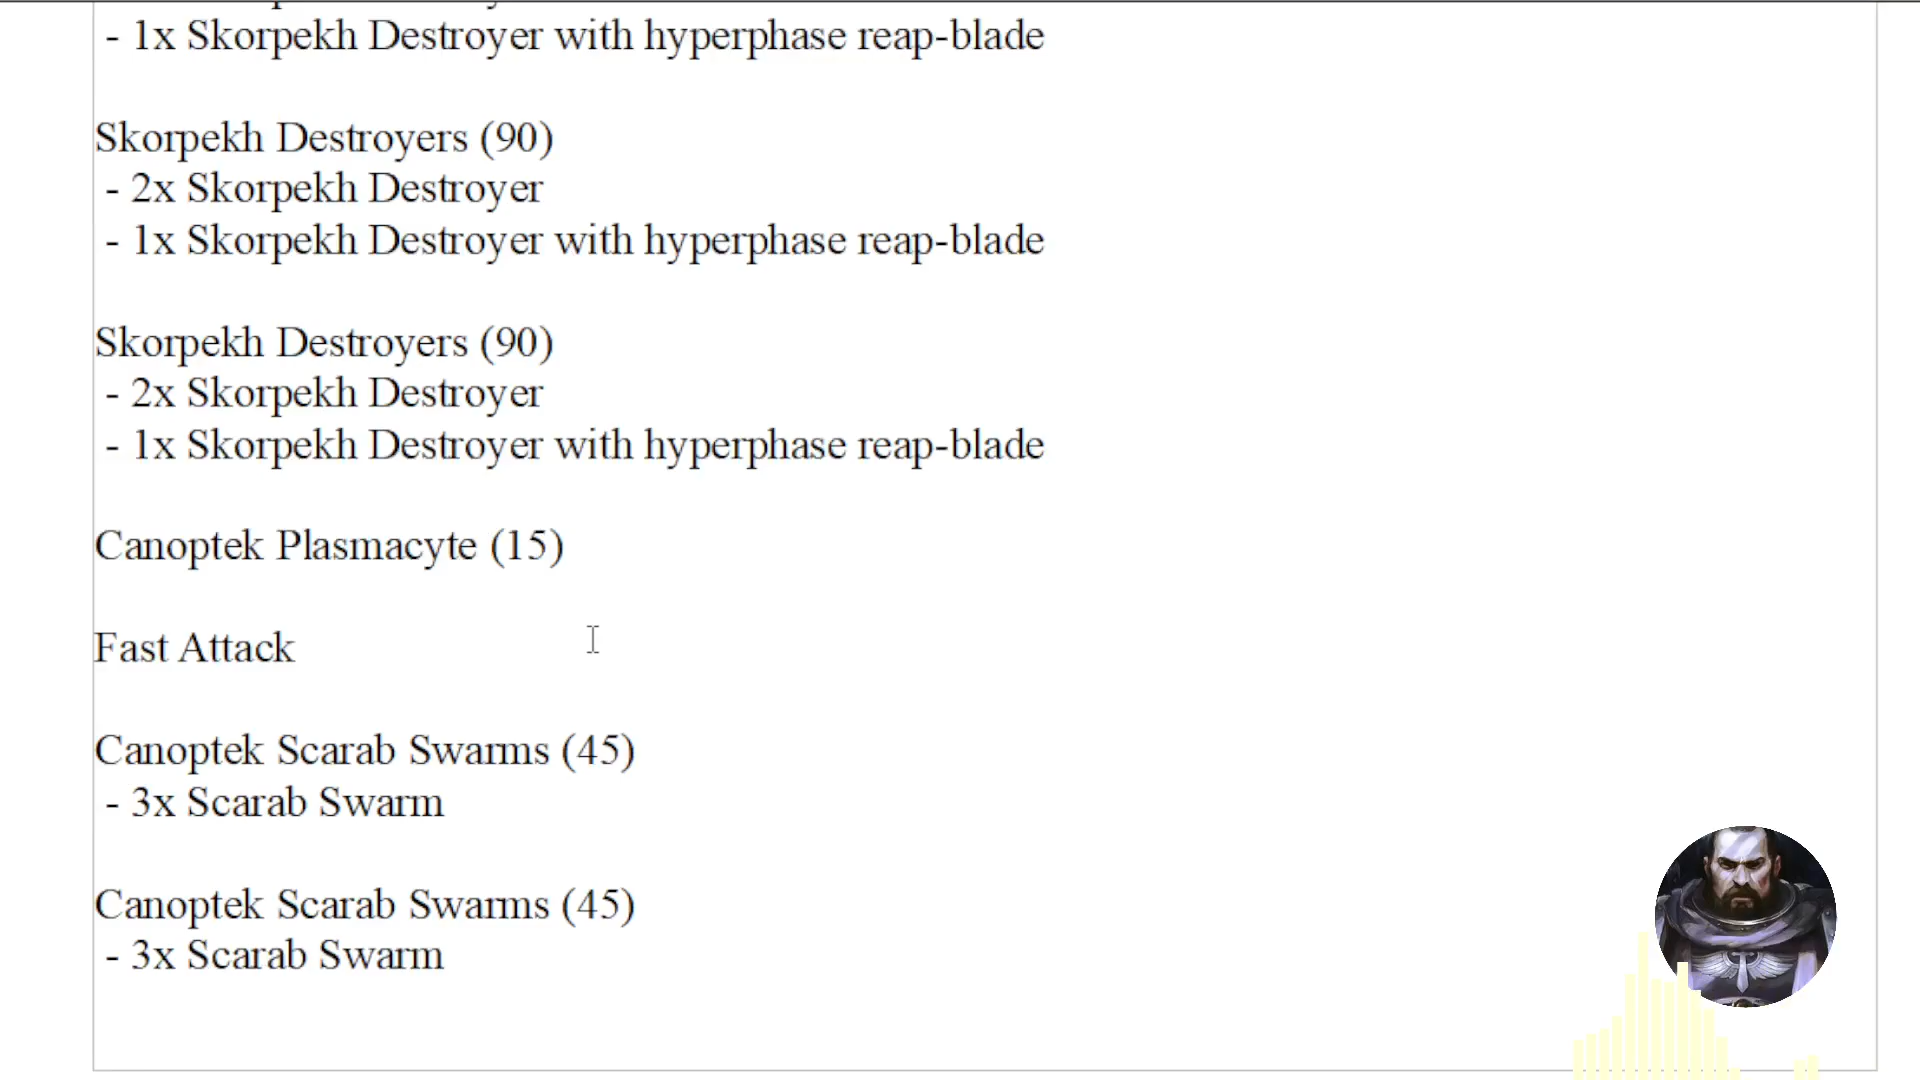 - 1x Skorpekh Destroyer with hyperphase reap-blade
Skorpekh Destroyers (90)
- 2x Skorpekh Destroyer
- 1x Skorpekh Destroyer with hyperphase reap-blade
Skorpekh Destroyers (90)
- 2x Skorpekh Destroyer
- 1x Skorpekh Destroyer with hyperphase reap-blade
Canoptek Plasmacyte (15)
Fast Attack
Canoptek Scarab Swarms (45)
- 3x Scarab Swarm
Canoptek Scarab Swarms (45)
- 3x Scarab Swarm